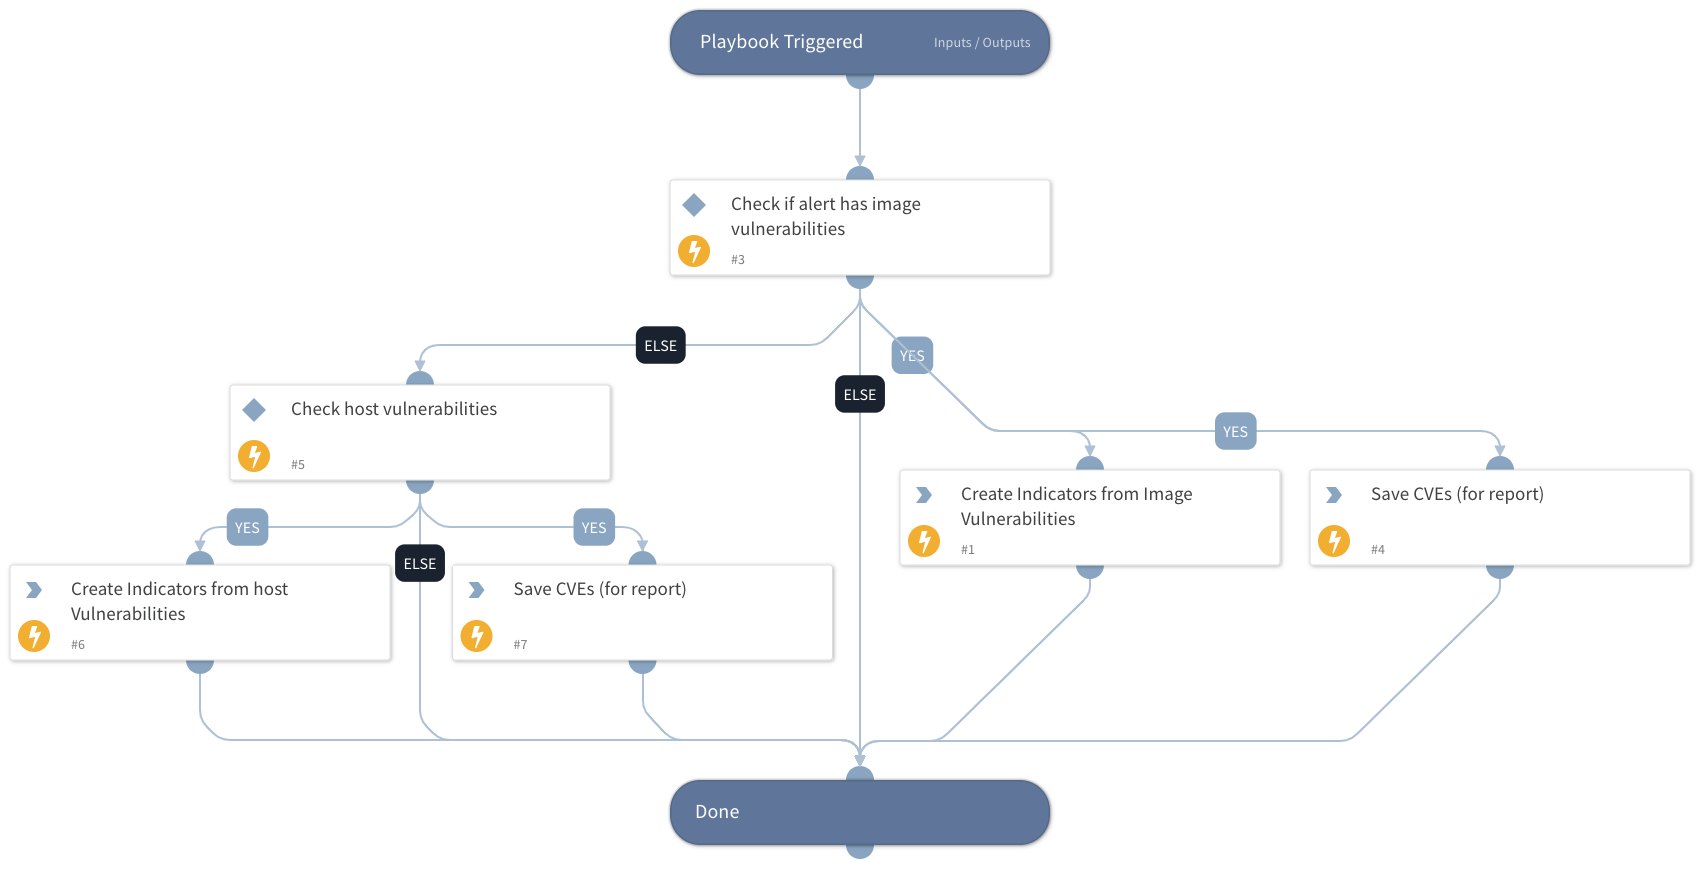 Playbook Triggered
Inputs / Outputs
Check if alert has image
vulnerabilities
#3
ELSE
YES
ELSE
Check host vulnerabilities
#5
YES
Create Indicators from Image
Vulnerabilities
#1
Save CVEs (for report)
#4
YES
YES
ELSE
Create Indicators from host
Vulnerabilities
#6
Save CVEs (for report)
#7
Done